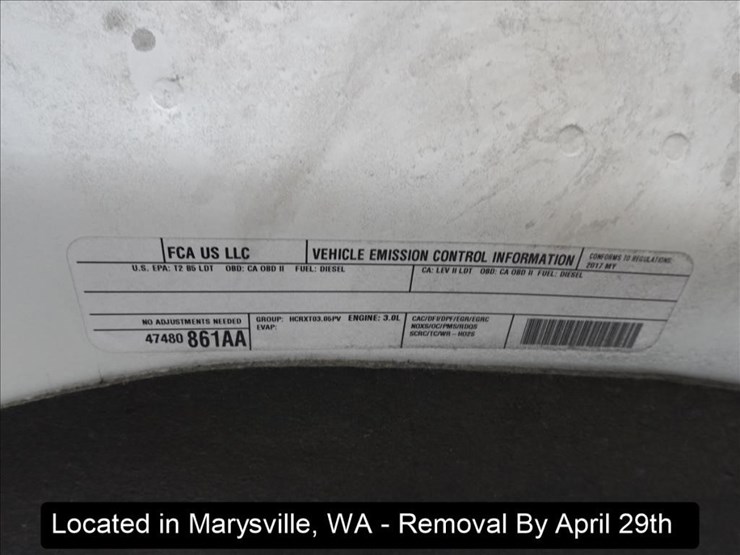 FCA US LLC
VEHICLE EMISSION CONTROL INFORMATION
CONFORMS TO REGULATIONS:
2017 MY
U.S. EPA: T2 B5 LDT OBD: CA OBD II FUEL: DIESEL
CA: LEV II LDT OBD: CA OBD II FUEL: DIESEL
NO ADJUSTMENTS NEEDED
47480 861AA
GROUP: HCRXT03.05PV ENGINE: 3.0L
EVAP:
CAC/DFI/DPF/EGR/EGRC
NOXS/OC/PMS/RDQS
SCRC/TC/WR-HO2S
Located in Marysville, WA - Removal By April 29th